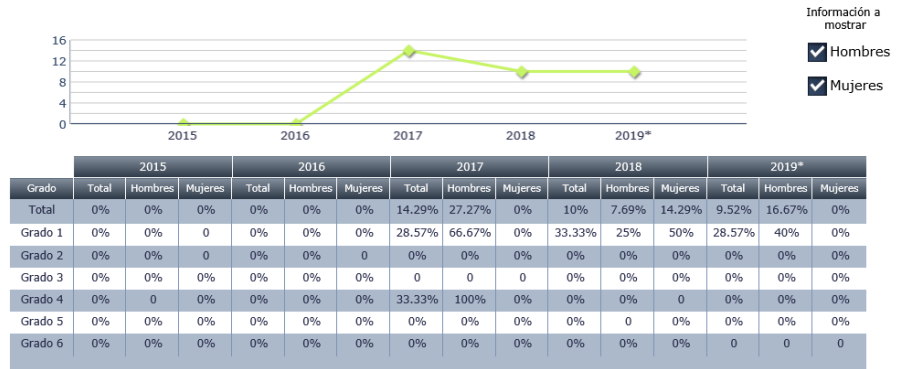 Información a
mostrar
Hombres
Mujeres
16
12
8
4
0
2015 2016 2017 2018 2019*
2015 2016 2017 2018 2019*
Grado Total Hombres Mujeres Total Hombres Mujeres Total Hombres Mujeres Total Hombres Mujeres Total Hombres Mujeres
Total 0% 0% 0% 0% 0% 0% 14.29% 27.27% 0% 10% 7.69% 14.29% 9.52% 16.67% 0%
Grado 1 0% 0% 0 0% 0% 0% 28.57% 66.67% 0% 33.33% 25% 50% 28.57% 40% 0%
Grado 2 0% 0% 0 0% 0% 0 0% 0% 0% 0% 0% 0% 0% 0% 0%
Grado 3 0% 0% 0% 0% 0% 0% 0 0 0 0% 0% 0% 0% 0% 0%
Grado 4 0% 0 0% 0% 0% 0% 33.33% 100% 0% 0% 0% 0 0% 0% 0%
Grado 5 0% 0% 0% 0% 0% 0% 0% 0% 0% 0% 0 0% 0% 0% 0%
Grado 6 0% 0% 0% 0% 0% 0% 0% 0% 0% 0% 0% 0% 0 0 0